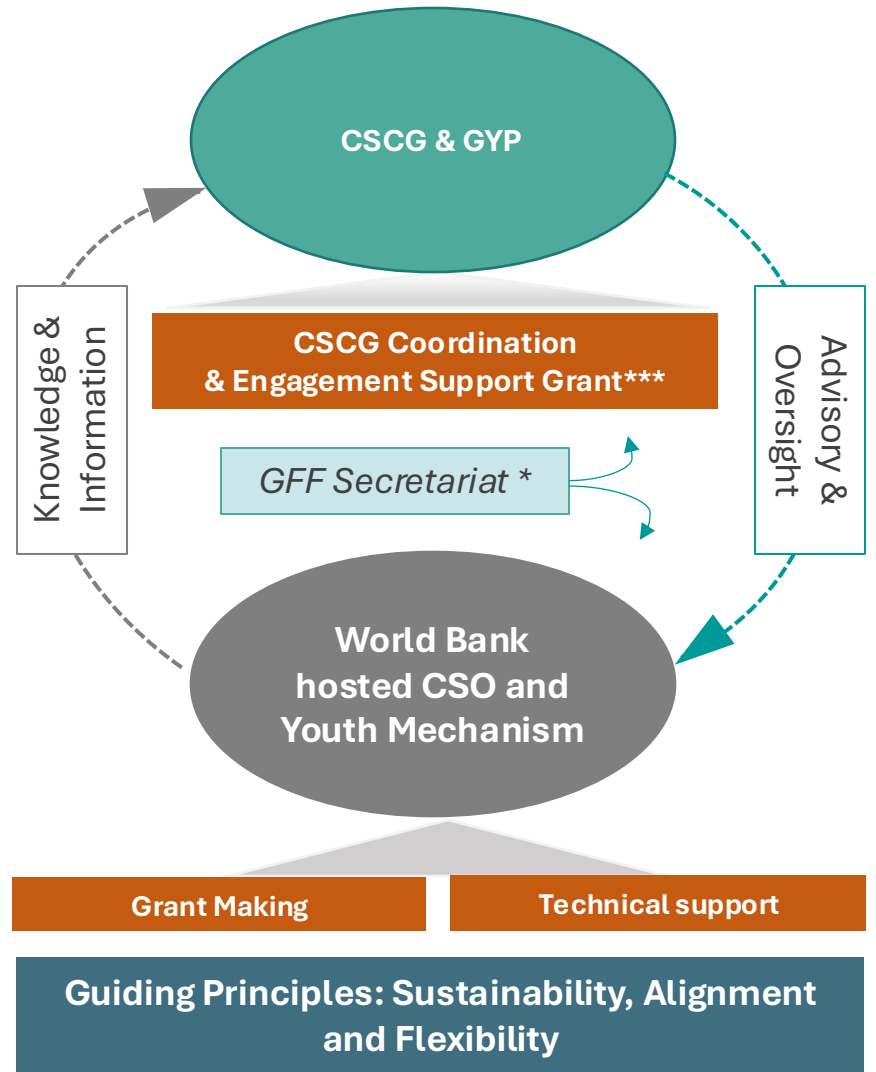 CSCG & GYP
CSCG Coordination
& Engagement Support Grant***
Knowledge &
Information
Advisory &
Oversight
GFF Secretariat *
World Bank
hosted CSO and
Youth Mechanism
Grant Making
Technical support
Guiding Principles: Sustainability, Alignment
and Flexibility